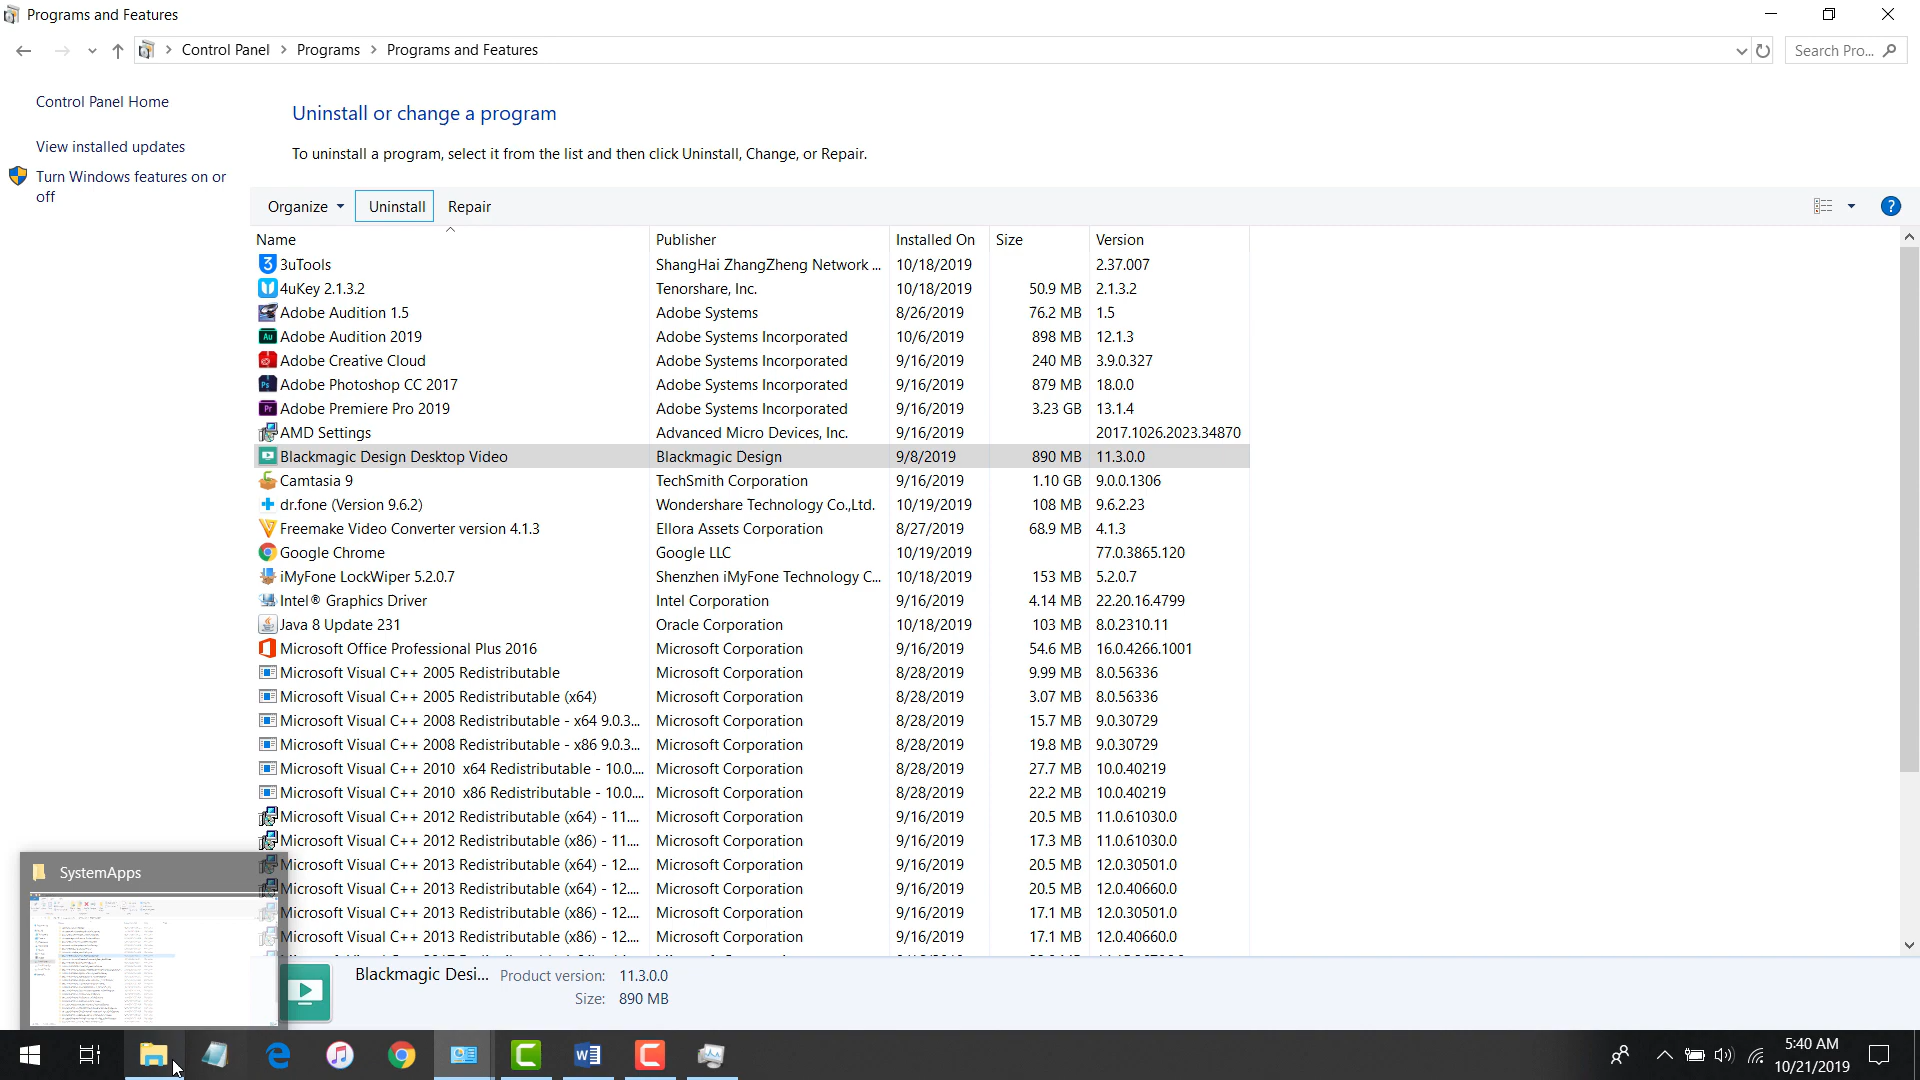 Programs and Features
Control Panel > Programs > Programs and Features
Search Pro...
Control Panel Home
View installed updates
Turn Windows features on or
off
Uninstall or change a program
To uninstall a program, select it from the list and then click Uninstall, Change, or Repair.
Organize Uninstall Repair
Name Publisher Installed On Size Version
3uTools ShangHai ZhangZheng Network ... 10/18/2019 2.37.007
4uKey 2.1.3.2 Tenorshare, Inc. 10/18/2019 50.9 MB 2.1.3.2
Adobe Audition 1.5 Adobe Systems 8/26/2019 76.2 MB 1.5
Adobe Audition 2019 Adobe Systems Incorporated 10/6/2019 898 MB 12.1.3
Adobe Creative Cloud Adobe Systems Incorporated 9/16/2019 240 MB 3.9.0.327
Adobe Photoshop CC 2017 Adobe Systems Incorporated 9/16/2019 879 MB 18.0.0
Adobe Premiere Pro 2019 Adobe Systems Incorporated 9/16/2019 3.23 GB 13.1.4
AMD Settings Advanced Micro Devices, Inc. 9/16/2019 2017.1026.2023.34870
Blackmagic Design Desktop Video Blackmagic Design 9/8/2019 890 MB 11.3.0.0
Camtasia 9 TechSmith Corporation 9/16/2019 1.10 GB 9.0.0.1306
dr.fone (Version 9.6.2) Wondershare Technology Co.,Ltd. 10/19/2019 108 MB 9.6.2.23
Freemake Video Converter version 4.1.3 Ellora Assets Corporation 8/27/2019 68.9 MB 4.1.3
Google Chrome Google LLC 10/19/2019 77.0.3865.120
iMyFone LockWiper 5.2.0.7 Shenzhen iMyFone Technology C... 10/18/2019 153 MB 5.2.0.7
Intel® Graphics Driver Intel Corporation 9/16/2019 4.14 MB 22.20.16.4799
Java 8 Update 231 Oracle Corporation 10/18/2019 103 MB 8.0.2310.11
Microsoft Office Professional Plus 2016 Microsoft Corporation 9/16/2019 54.6 MB 16.0.4266.1001
Microsoft Visual C++ 2005 Redistributable Microsoft Corporation 8/28/2019 9.99 MB 8.0.56336
Microsoft Visual C++ 2005 Redistributable (x64) Microsoft Corporation 8/28/2019 3.07 MB 8.0.56336
Microsoft Visual C++ 2008 Redistributable - x64 9.0.3... Microsoft Corporation 8/28/2019 15.7 MB 9.0.30729
Microsoft Visual C++ 2008 Redistributable - x86 9.0.3... Microsoft Corporation 8/28/2019 19.8 MB 9.0.30729
Microsoft Visual C++ 2010 x64 Redistributable - 10.0.... Microsoft Corporation 8/28/2019 27.7 MB 10.0.40219
Microsoft Visual C++ 2010 x86 Redistributable - 10.0.... Microsoft Corporation 8/28/2019 22.2 MB 10.0.40219
Microsoft Visual C++ 2012 Redistributable (x64) - 11.... Microsoft Corporation 9/16/2019 20.5 MB 11.0.61030.0
Microsoft Visual C++ 2012 Redistributable (x86) - 11.... Microsoft Corporation 9/16/2019 17.3 MB 11.0.61030.0
Microsoft Visual C++ 2013 Redistributable (x64) - 12.... Microsoft Corporation 9/16/2019 20.5 MB 12.0.30501.0
Microsoft Visual C++ 2013 Redistributable (x64) - 12.... Microsoft Corporation 9/16/2019 20.5 MB 12.0.40660.0
Microsoft Visual C++ 2013 Redistributable (x86) - 12.... Microsoft Corporation 9/16/2019 17.1 MB 12.0.30501.0
Microsoft Visual C++ 2013 Redistributable (x86) - 12.... Microsoft Corporation 9/16/2019 17.1 MB 12.0.40660.0
SystemApps
Blackmagic Desi... Product version: 11.3.0.0
Size: 890 MB
5:40 AM
10/21/2019